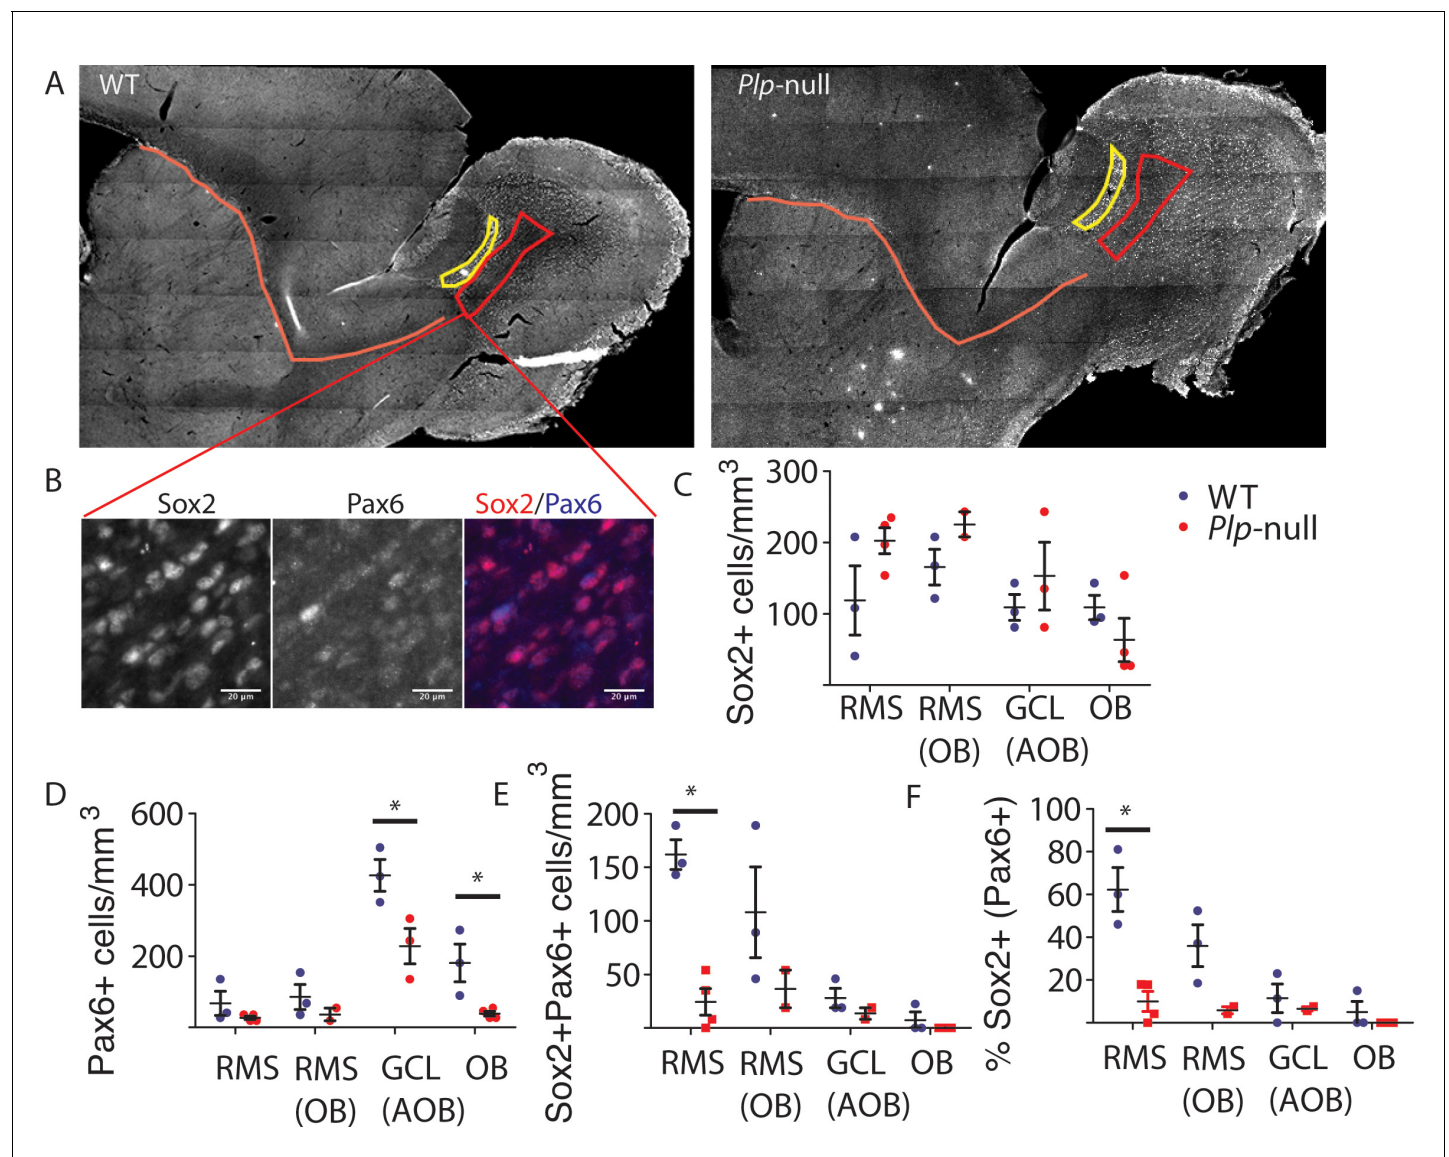 A
WT
Plp-null
B
Sox2
Pax6
Sox2/Pax6
20 µm
20 µm
20 µm
C
Sox2+ cells/mm3
300
200
100
RMS
RMS
(OB)
GCL
(AOB)
OB
WT
Plp-null
D
Pax6+ cells/mm3
600
400
200
*
*
RMS
RMS
(OB)
GCL
(AOB)
OB
E
Sox2+Pax6+ cells/mm3
200
150
100
50
*
RMS
RMS
(OB)
GCL
(AOB)
OB
F
% Sox2+ (Pax6+)
100
80
60
40
20
*
RMS
RMS
(OB)
GCL
(AOB)
OB